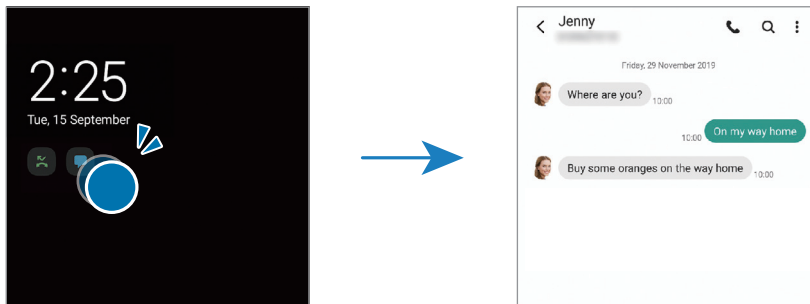 2:25
Tue, 15 September
Jenny
Friday, 29 November 2019
Where are you? 10:00
10:00 On my way home
Buy some oranges on the way home 10:00